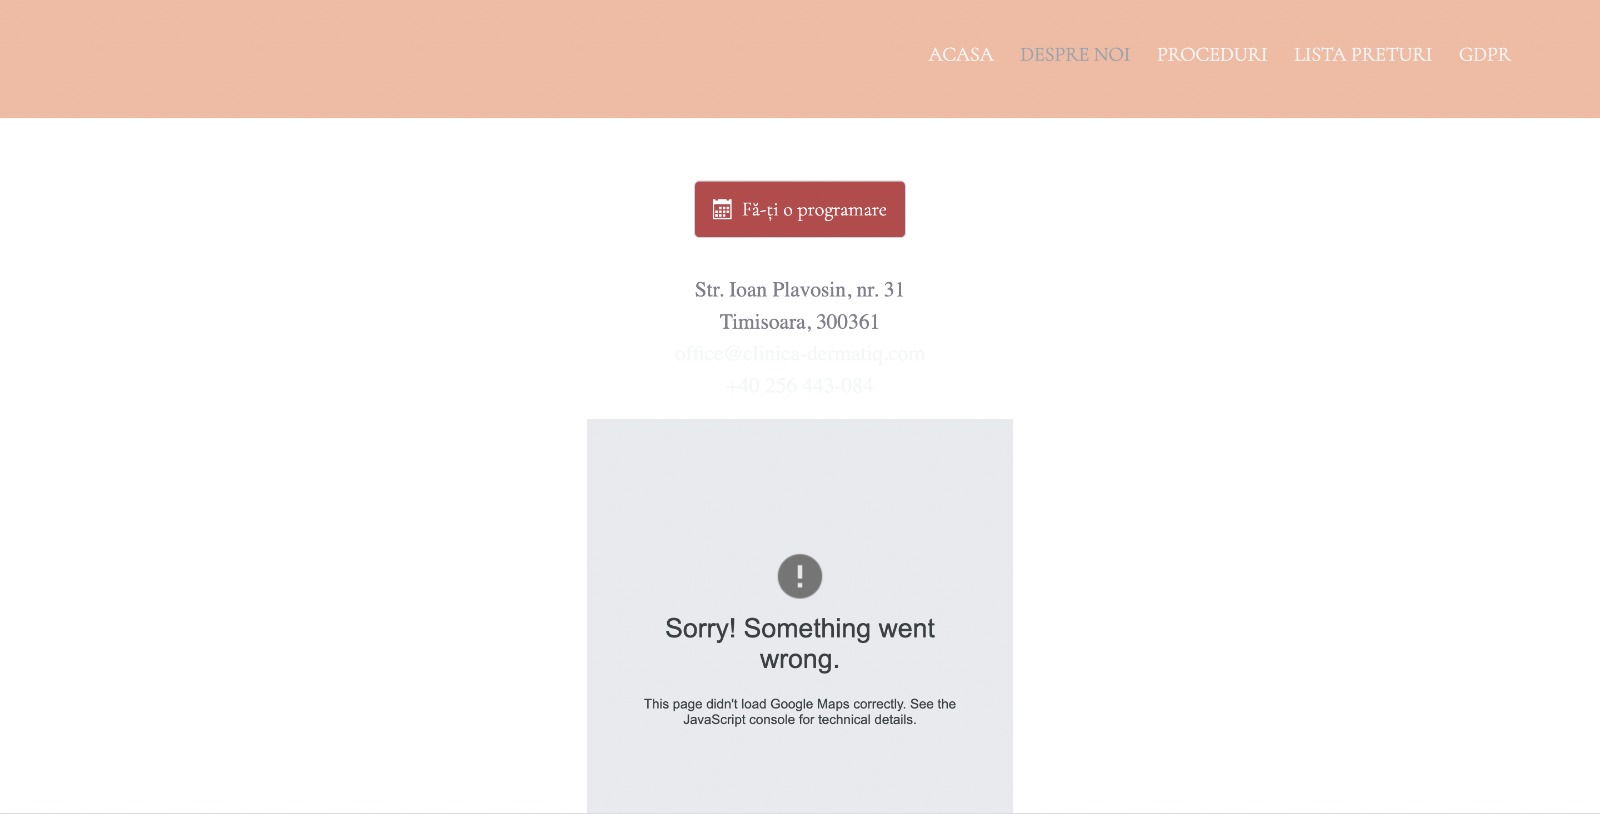 ACASA DESPRE NOI PROCEDURI LISTA PRETURI GDPR
Fă-ți o programare
Str. Ioan Plavosin, nr. 31
Timisoara, 300361
office@clinica-dermatiq.com
+40 256 443-084
Sorry! Something went
wrong.
This page didn't load Google Maps correctly. See the
JavaScript console for technical details.